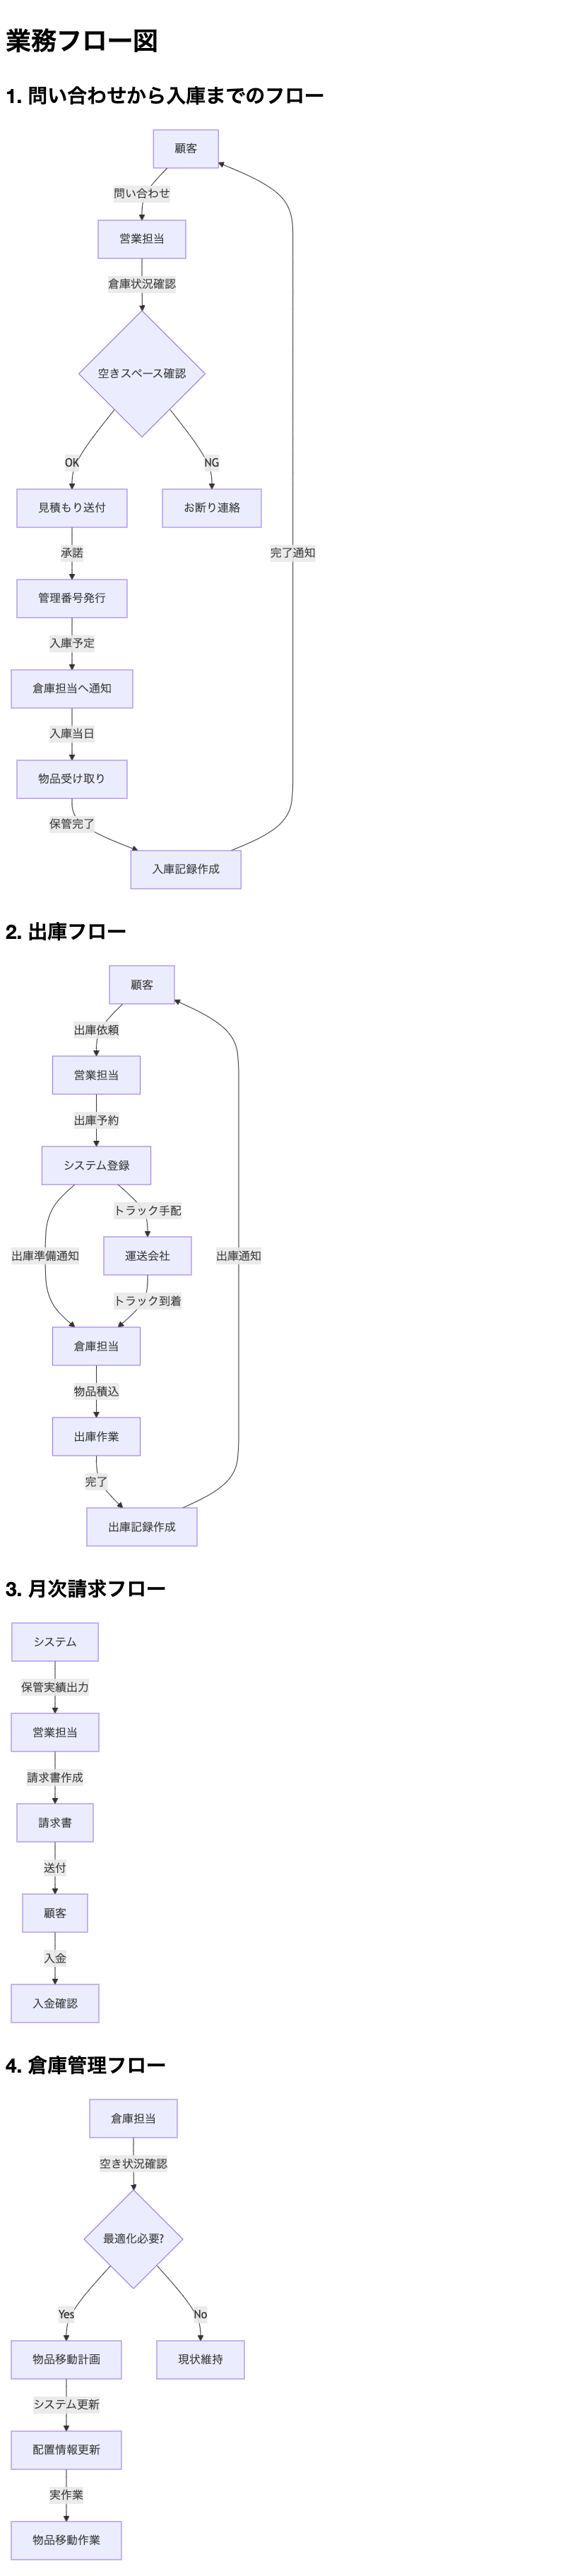 業務フロー図
1. 問い合わせから入庫までのフロー
顧客
問い合わせ
営業担当
倉庫状況確認
空きスペース確認
OK
NG
見積もり送付
お断り連絡
承諾
完了通知
管理番号発行
入庫予定
倉庫担当へ通知
入庫当日
物品受け取り
保管完了
入庫記録作成
2. 出庫フロー
顧客
出庫依頼
営業担当
出庫予約
システム登録
トラック手配
出庫準備通知
運送会社
出庫通知
トラック到着
倉庫担当
物品積込
出庫作業
完了
出庫記録作成
3. 月次請求フロー
システム
保管実績出力
営業担当
請求書作成
請求書
送付
顧客
入金
入金確認
4. 倉庫管理フロー
倉庫担当
空き状況確認
最適化必要?
Yes
No
物品移動計画
現状維持
システム更新
配置情報更新
実作業
物品移動作業